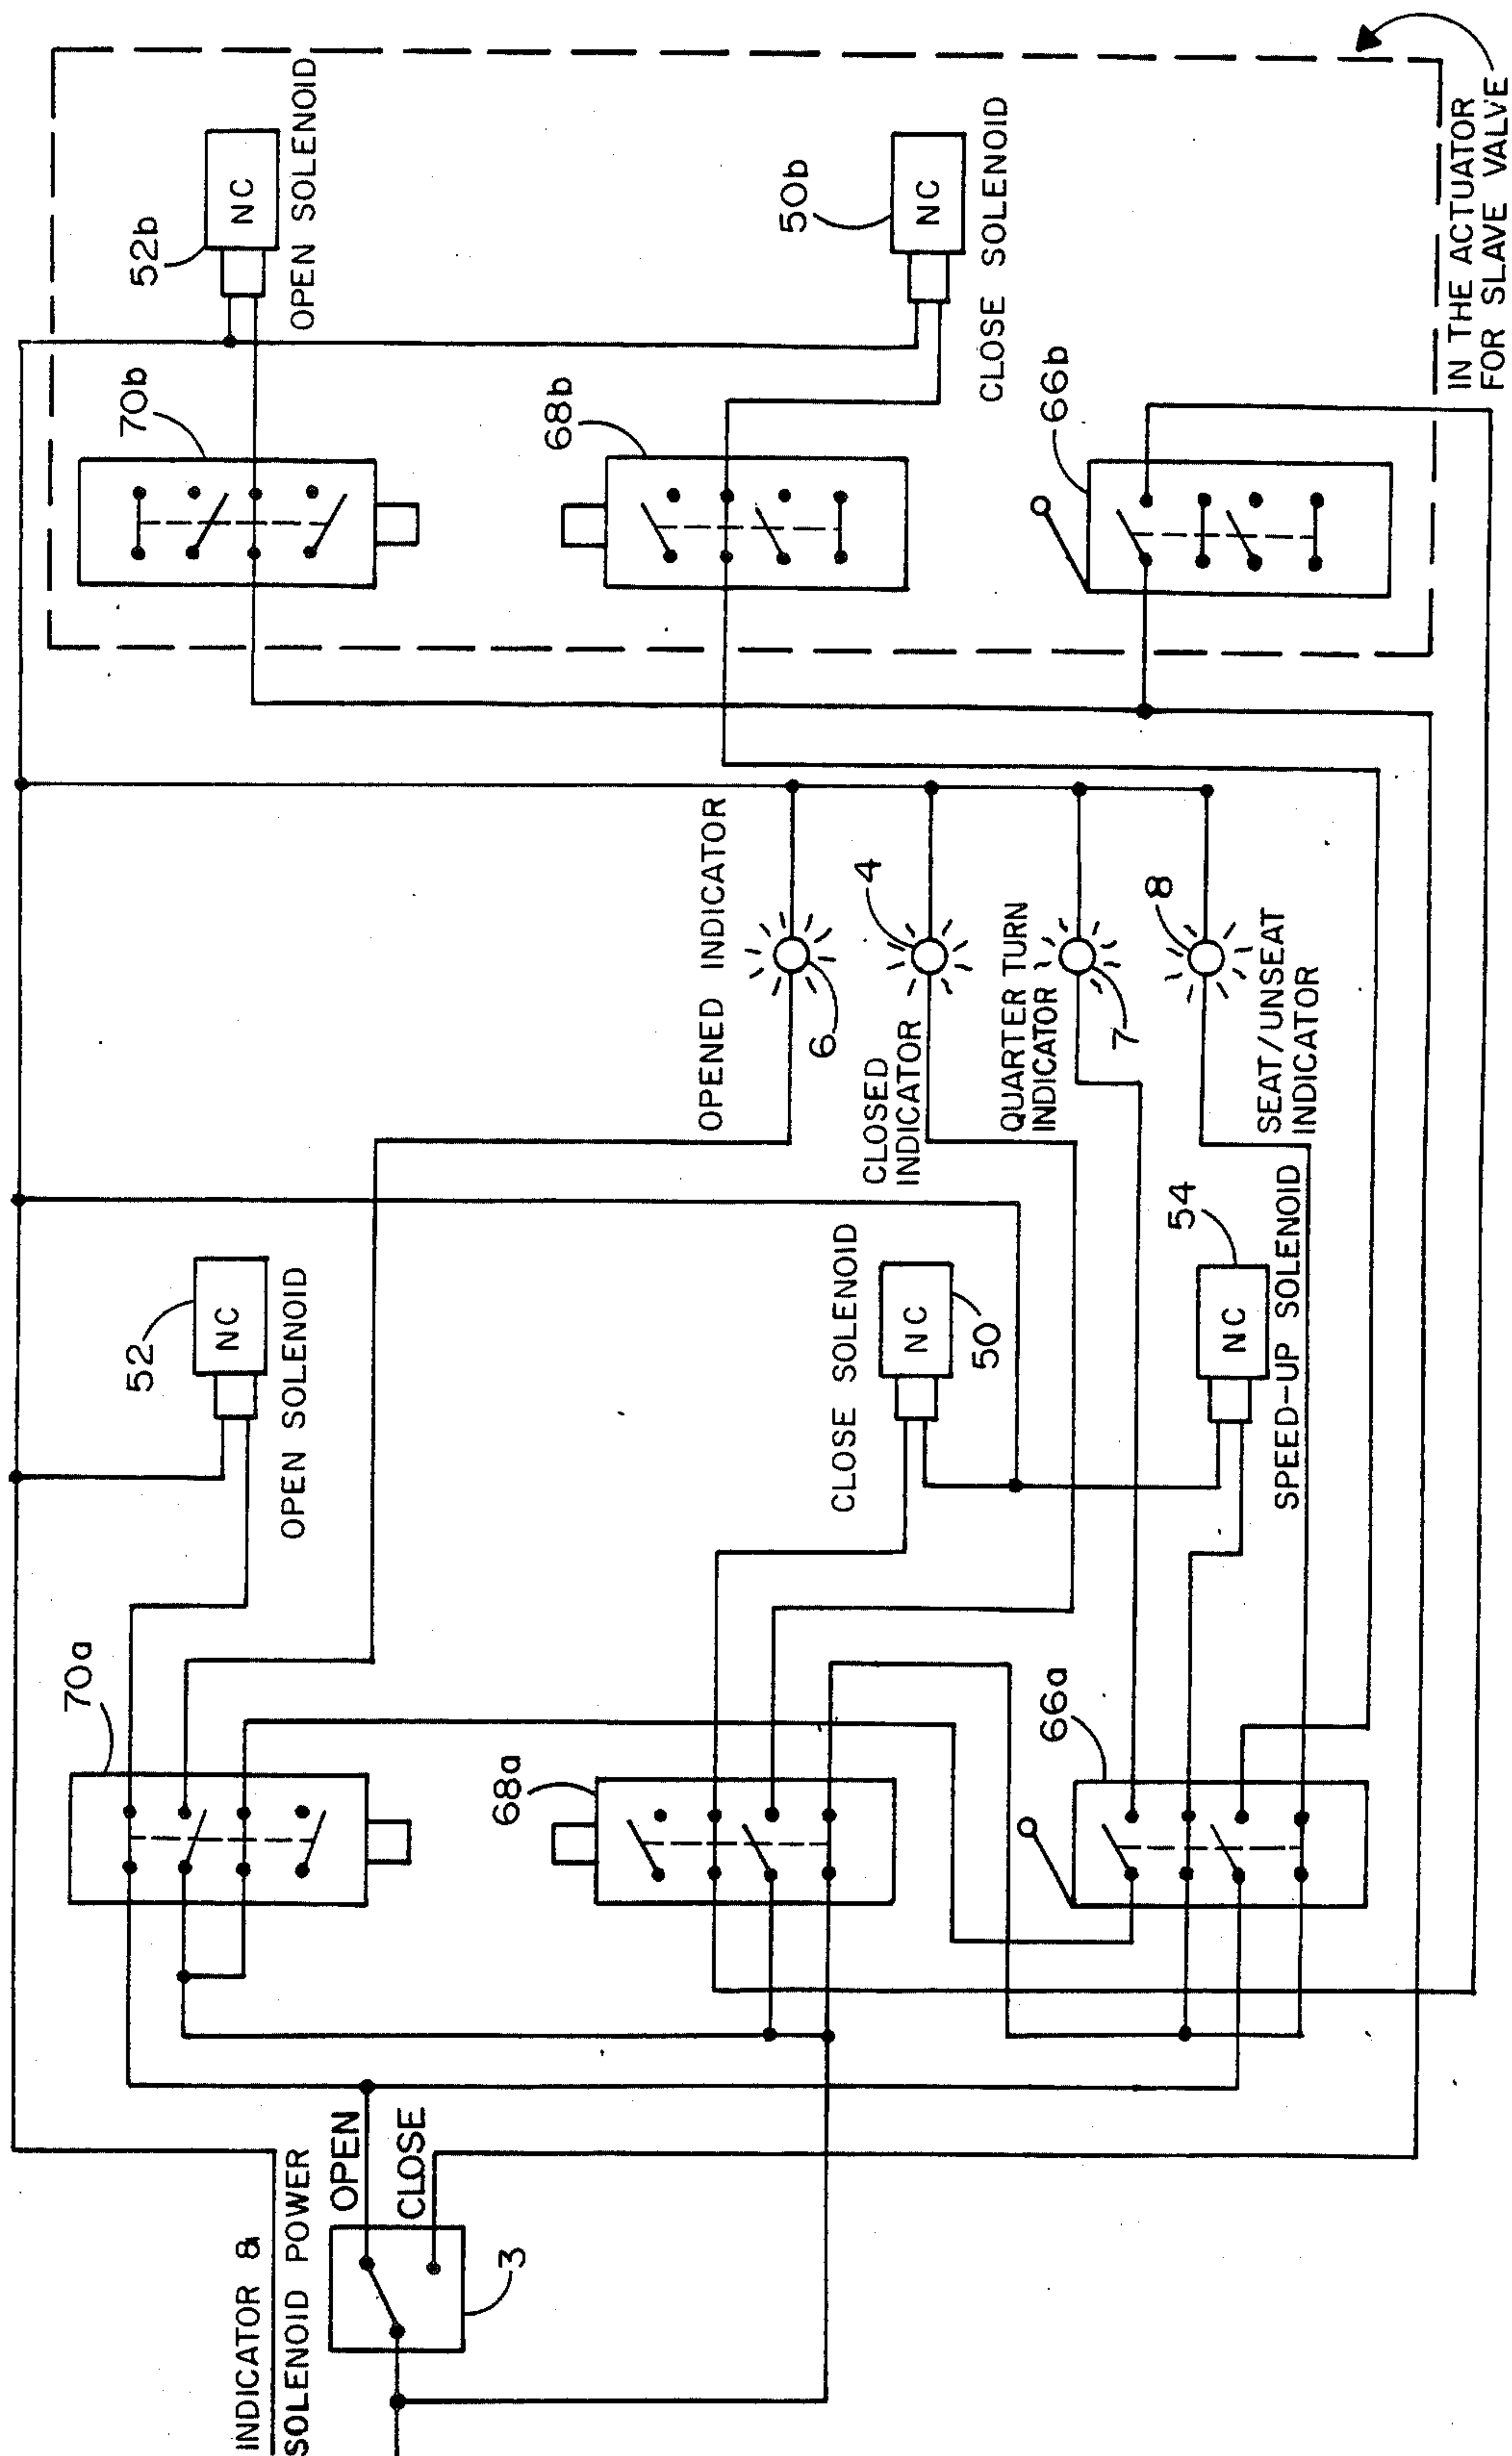 INDICATOR &
SOLENOID POWER
OPEN
CLOSE
3
70a
68a
66a
52
NC
OPEN SOLENOID
CLOSE SOLENOID
NC
50
54
NC
SPEED-UP SOLENOID
OPENED INDICATOR
6
CLOSED
INDICATOR
4
QUARTER TURN
INDICATOR
7
SEAT/UNSEAT
INDICATOR
8
70b
68b
66b
52b
NC
OPEN SOLENOID
50b
NC
CLOSE SOLENOID
IN THE ACTUATOR
FOR SLAVE VALVE